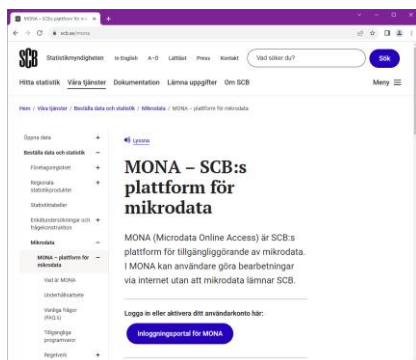 MONA – SCB:s plattform för m
scb.se/mona
SCB Statistikmyndigheten In English A-Ö Lättläst Press Kontakt Vad söker du? Sök
Hitta statistik Våra tjänster Dokumentation Lämna uppgifter Om SCB Meny
Hem / Våra tjänster / Beställa data och statistik / Mikrodata / MONA – plattform för mikrodata
Öppna data +
Beställa data och statistik –
Företagsregistret +
Regionala +
statistikprodukter
Statistiktabeller
Enkätundersökningar och +
frågekonstruktion
Mikrodata –
MONA – plattform för –
mikrodata
Vad är MONA
Underhållsarbete
Vanliga frågor
(FAQ:s)
Tillgängliga
programvaror
Regelverk +
Lyssna
MONA – SCB:s
plattform för
mikrodata
MONA (Microdata Online Access) är SCB:s
plattform för tillgängliggörande av mikrodata.
I MONA kan användare göra bearbetningar
via internet utan att mikrodata lämnar SCB.
Logga in eller aktivera ditt användarkonto här:
Inloggningsportal för MONA